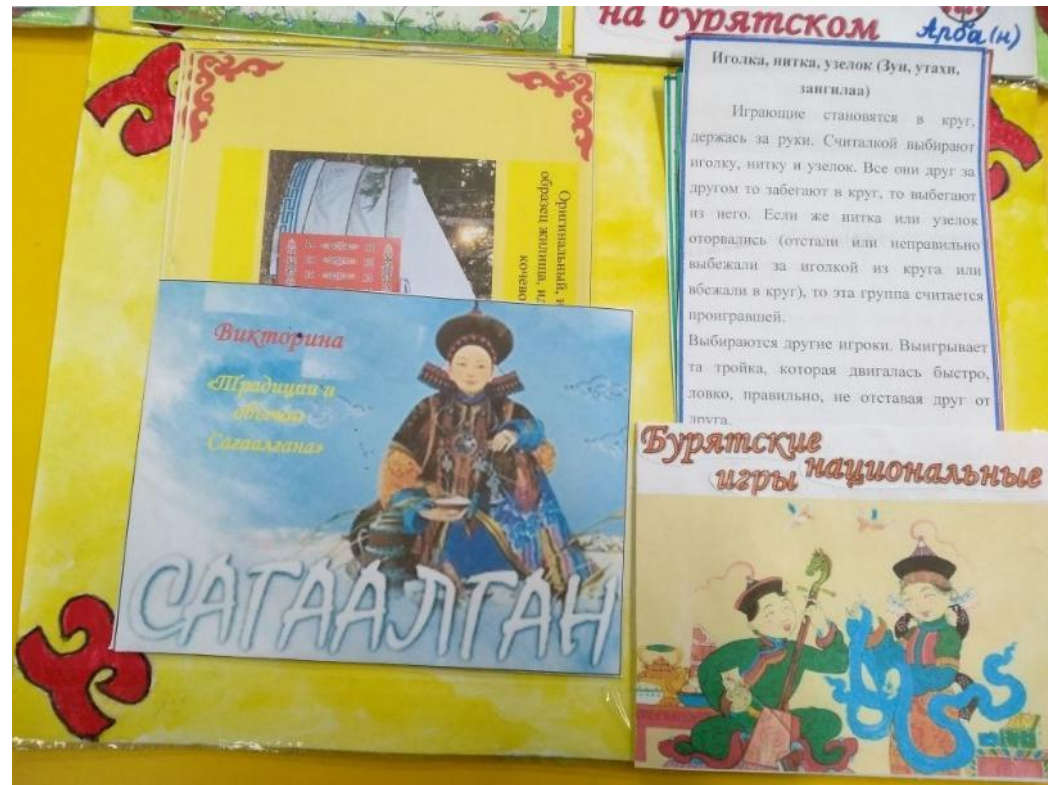 на бурятском
Арба(н)
Иголка, нитка, узелок (Зун, утахн,
зангилаа)
Играющие становятся в круг,
держась за руки. Считалкой выбирают
иголку, нитку и узелок. Все они друг за
другом то забегают в круг, то выбегают
из него. Если же нитка или узелок
оторвались (отстали или неправильно
выбежали за иголкой из круга или
вбежали в круг), то эта группа считается
проигравшей.
Выбираются другие игроки. Выигрывает
та тройка, которая двигалась быстро,
ловко, правильно, не отставая друг от
друга.
Оригинальный,
образец жилища,
кочево
Викторина
«Традиции и
обычаи
Сагаалгана»
САГААЛГАН
Бурятские
игры национальные